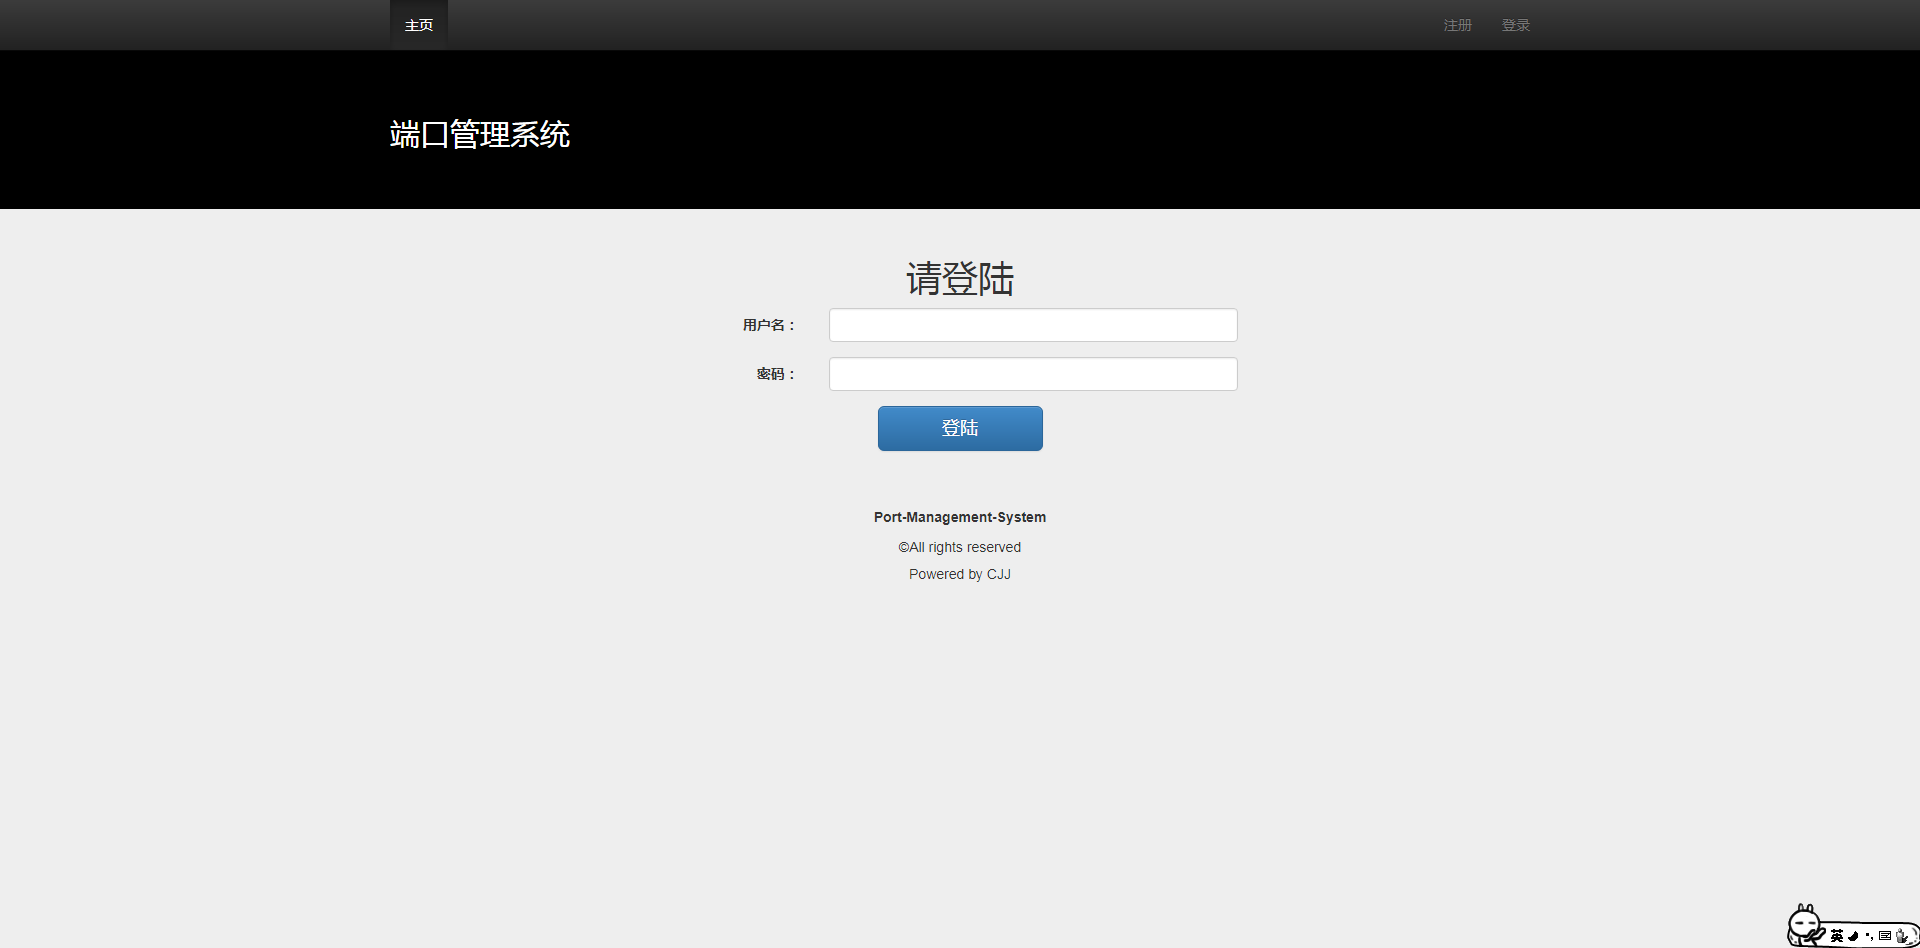 主页 注册 登录
端口管理系统
请登陆
用户名：
密码：
登陆
Port-Management-System
©All rights reserved
Powered by CJJ
英